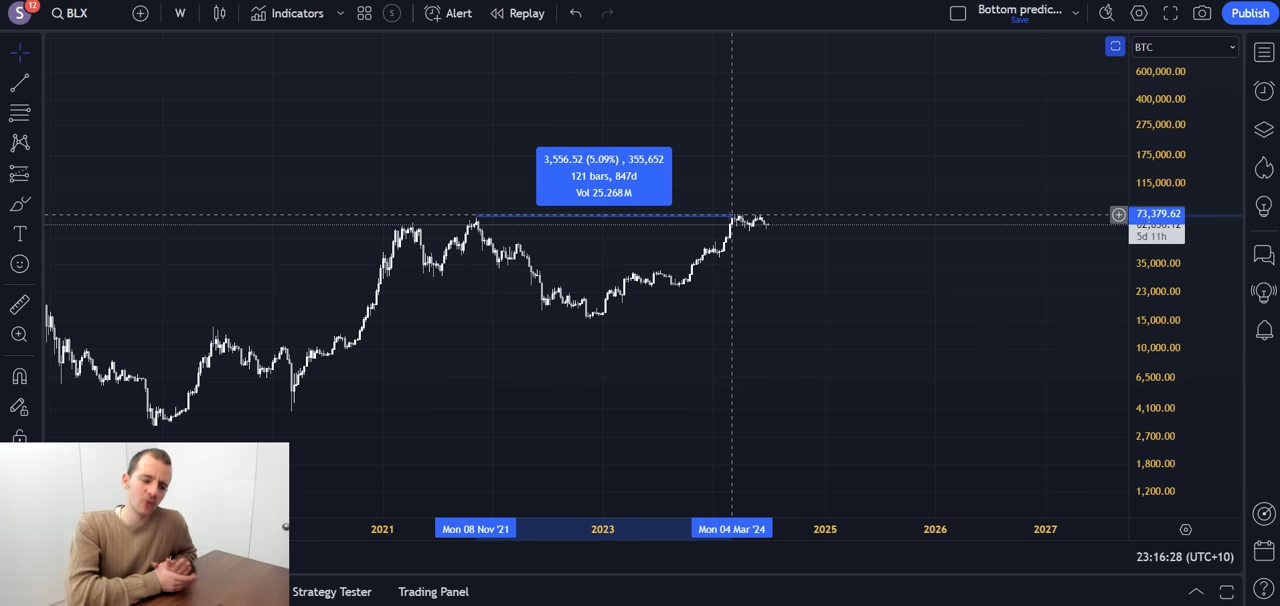 S 12 BLX W Indicators S Alert Replay Bottom predic... Save Publish
BTC
600,000.00
400,000.00
275,000.00
175,000.00
115,000.00
3,556.52 (5.09%) , 355,652
121 bars, 847d
Vol 25.268M
73,379.62
5d 11h
35,000.00
23,000.00
15,000.00
10,000.00
6,500.00
4,100.00
2,700.00
1,800.00
1,200.00
2021 Mon 08 Nov '21 2023 Mon 04 Mar '24 2025 2026 2027
23:16:28 (UTC+10)
Strategy Tester Trading Panel